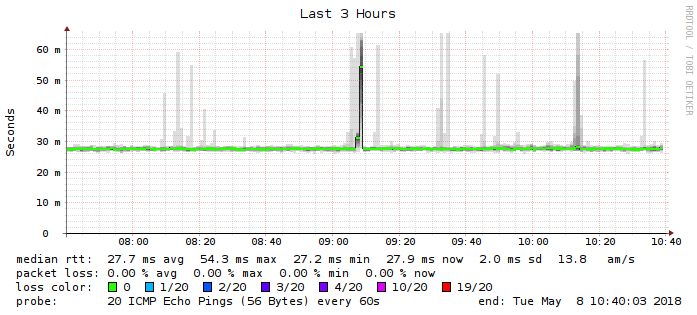 Last 3 Hours
RRDTOOL / TOBI OETIKER
Seconds
60 m
50 m
40 m
30 m
20 m
10 m
0
08:00 08:20 08:40 09:00 09:20 09:40 10:00 10:20 10:40
median rtt: 27.7 ms avg 54.3 ms max 27.2 ms min 27.9 ms now 2.0 ms sd 13.8 am/s
packet loss: 0.00 % avg 0.00 % max 0.00 % min 0.00 % now
loss color: 0 1/20 2/20 3/20 4/20 10/20 19/20
probe: 20 ICMP Echo Pings (56 Bytes) every 60s end: Tue May 8 10:40:03 2018